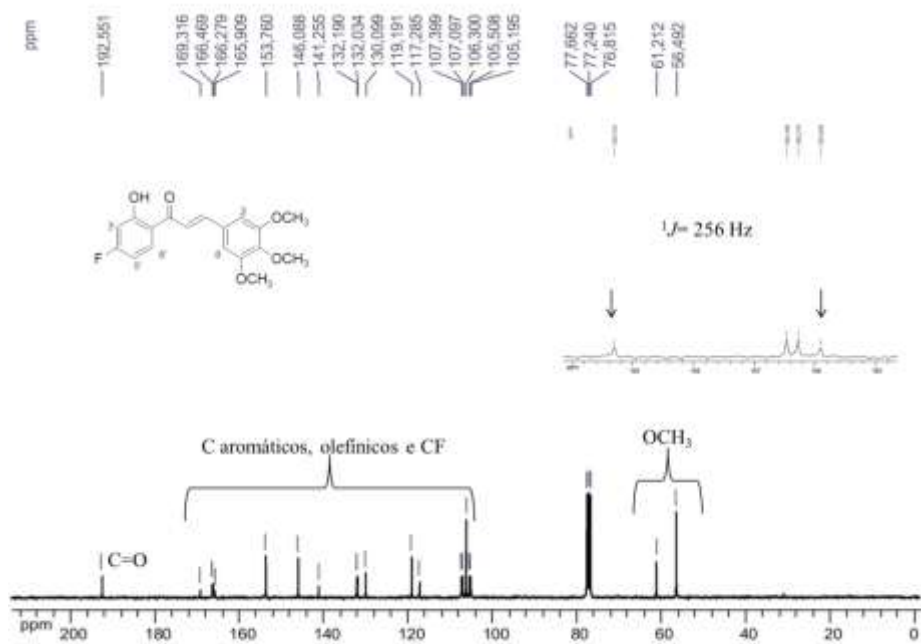 ppm
192,551
169,316
166,469
166,279
165,909
153,760
146,088
141,255
132,190
132,034
130,099
119,191
117,285
107,399
107,097
106,300
105,508
105,195
77,662
77,240
76,815
61,212
56,492
OH
O
OCH3
F
OCH3
OCH3
¹J= 256 Hz
C aromáticos, olefínicos e CF
OCH3
C=O
ppm 200 180 160 140 120 100 80 60 40 20 0